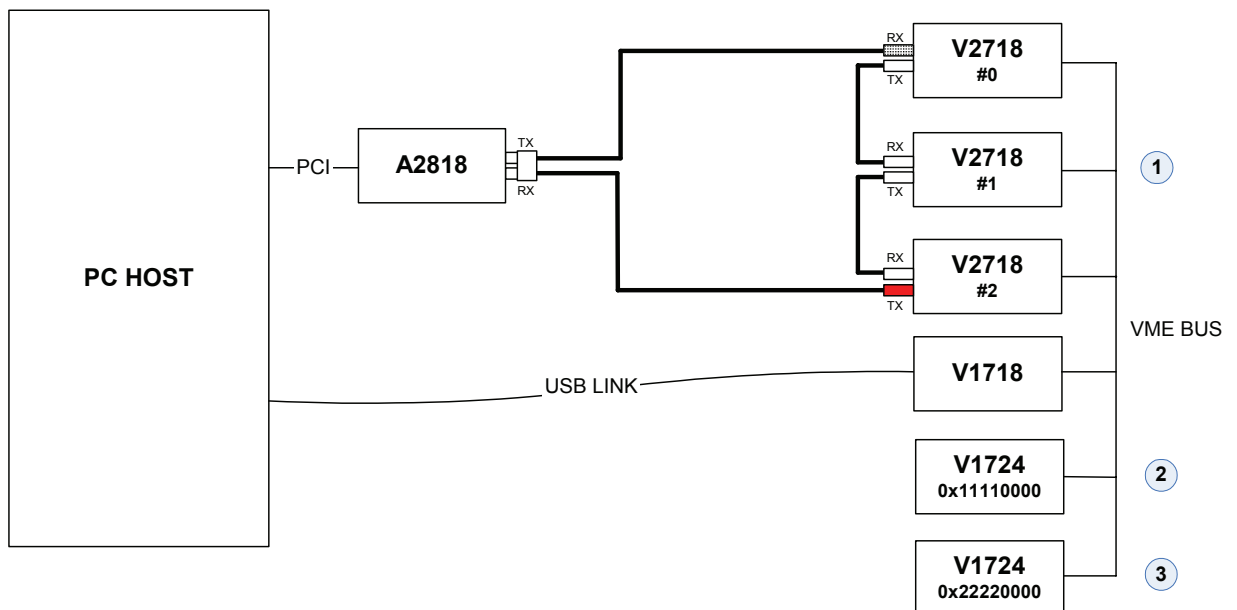 PC HOST
PCI
A2818
TX
RX
RX
TX
V2718
#0
RX
TX
V2718
#1
RX
TX
V2718
#2
VME BUS
USB LINK
V1718
V1724
0x11110000
V1724
0x22220000
1
2
3